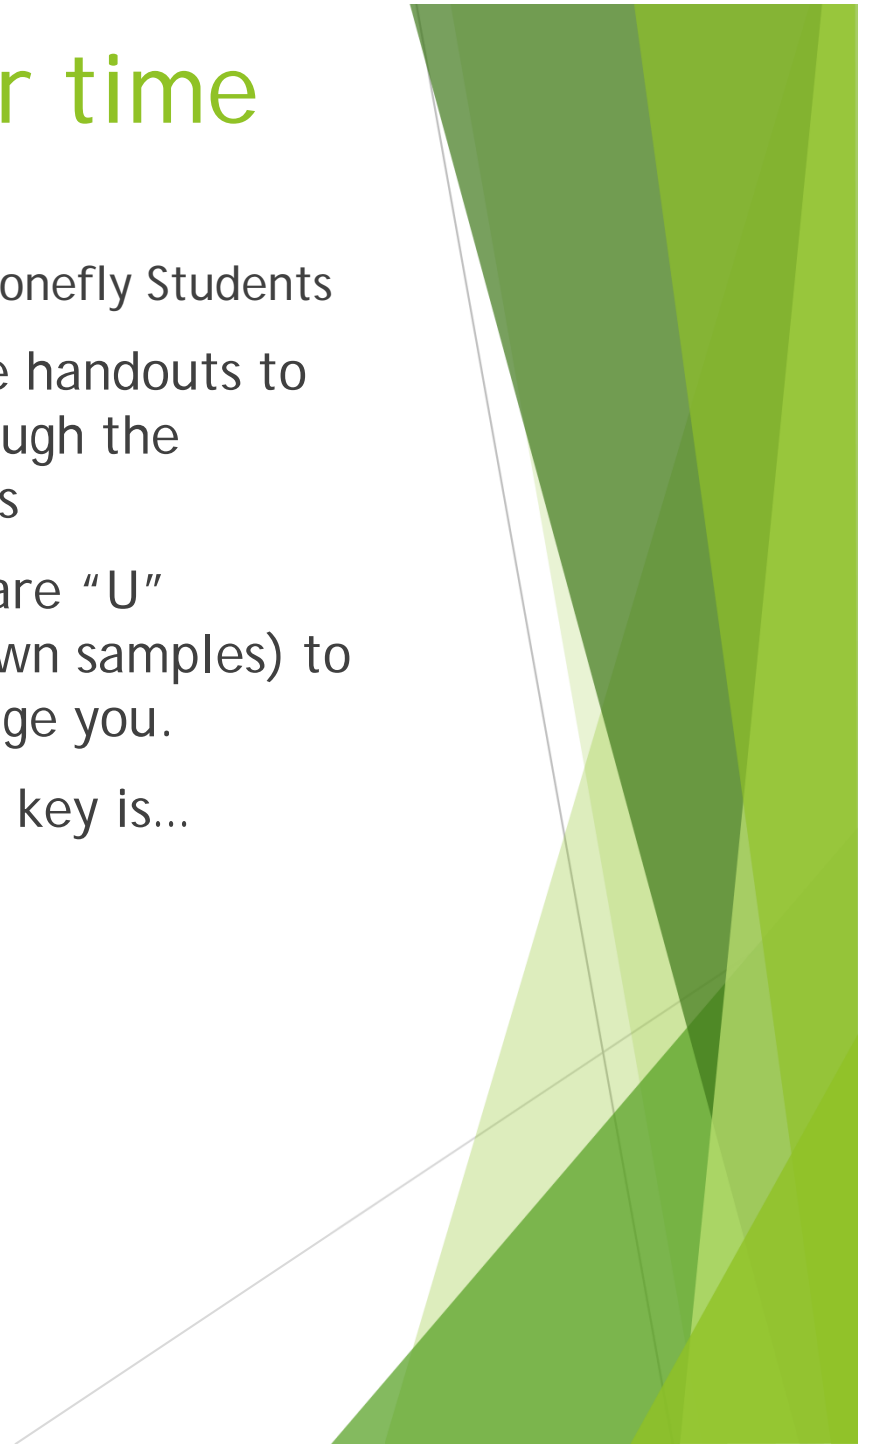 r time
onefly Students
e handouts to
ugh the
s
are “U”
wn samples) to
ge you.
key is…